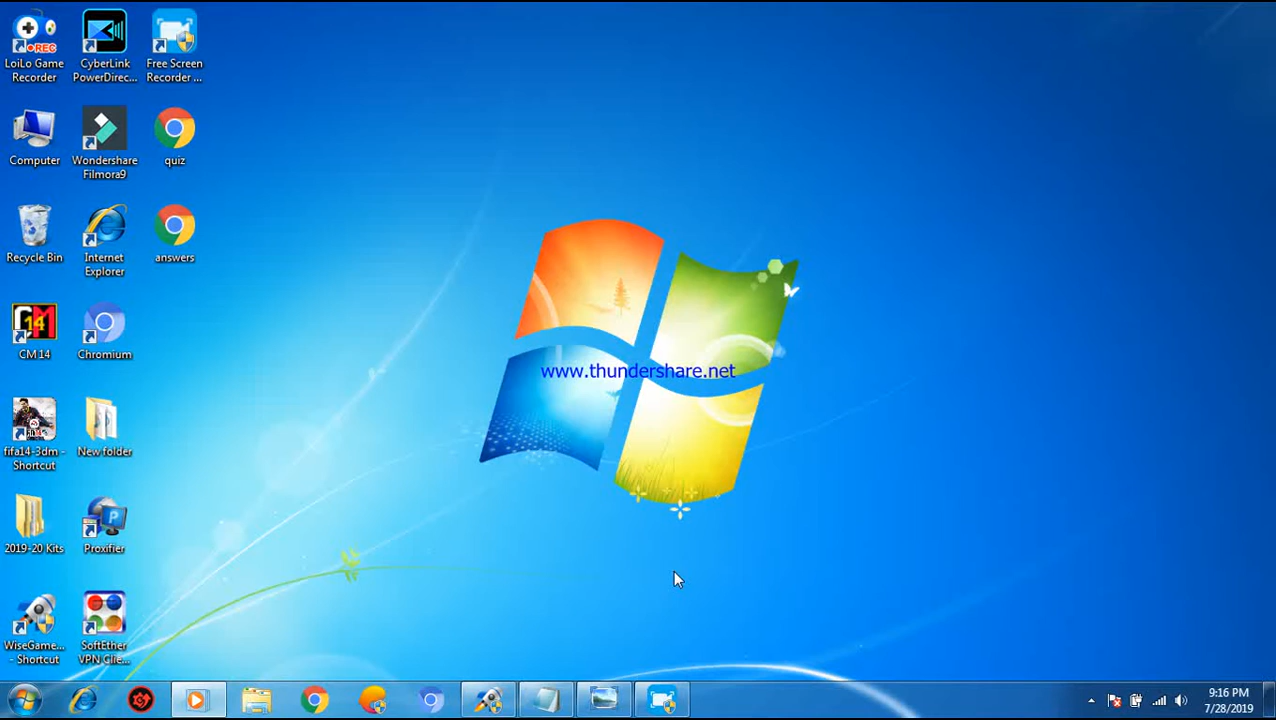 REC
LoiLo Game
Recorder
CyberLink
PowerDirec...
Free Screen
Recorder ...
Computer
Wondershare
Filmora9
quiz
Recycle Bin
Internet
Explorer
answers
14
CM 14
Chromium
fifa14-3dm -
Shortcut
New folder
2019-20 Kits
Proxifier
WiseGame...
- Shortcut
SoftEther
VPN Clie...
www.thundershare.net
9:16 PM
7/28/2019